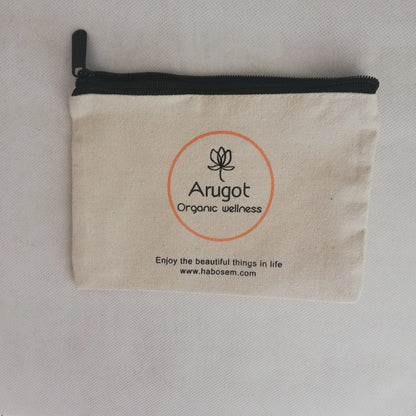 Arugot
Organic wellness
Enjoy the beautiful things in life
www.habosem.com